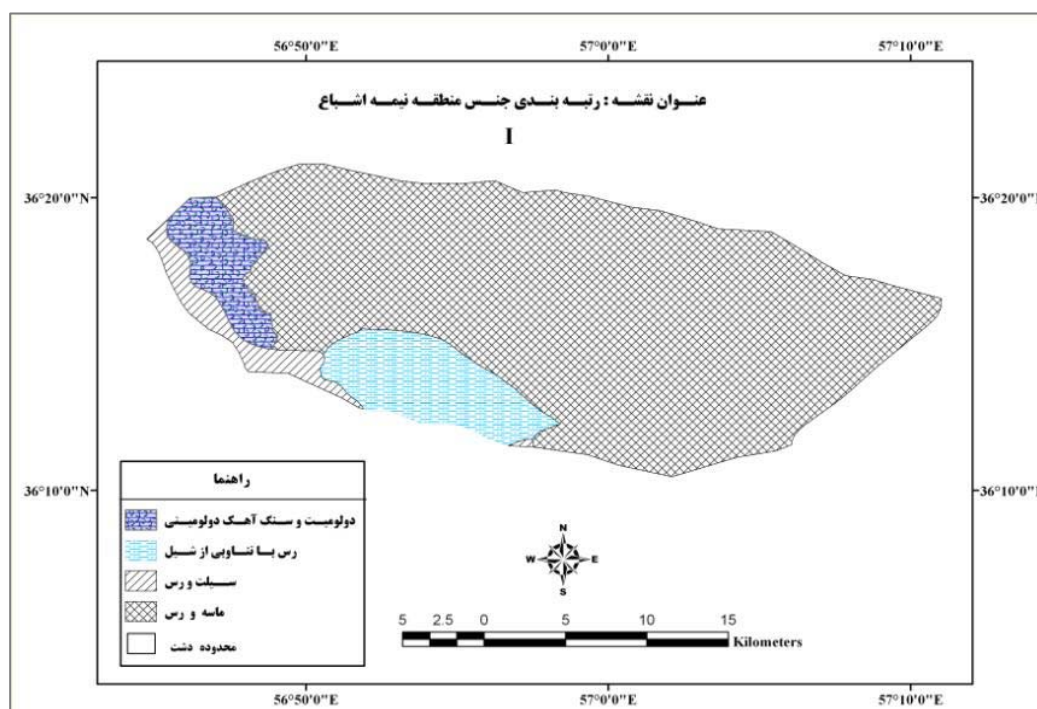 56°50'0"E 57°0'0"E 57°10'0"E
عنوان نقشه : رتبه بندی جنس منطقه نیمه اشباع
I
36°20'0"N 36°20'0"N
36°10'0"N 36°10'0"N
راهنما
دولومیت و سنگ آهک دولومیتی
رس با تناوبی از شیل
سیلت و رس
ماسه و رس
محدوده دشت
N
W E
S
5 2.5 0 5 10 15
Kilometers
56°50'0"E 57°0'0"E 57°10'0"E